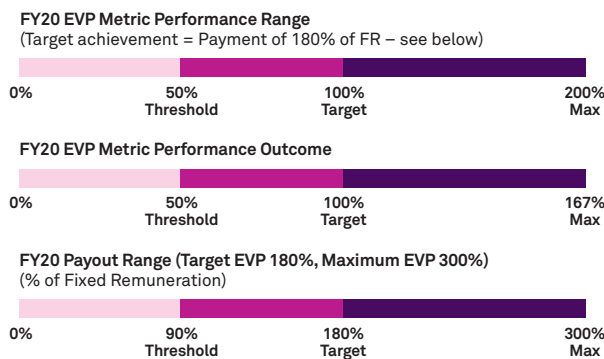 FY20 EVP Metric Performance Range
(Target achievement = Payment of 180% of FR – see below)
0% 50% 100% 200%
Threshold Target Max
FY20 EVP Metric Performance Outcome
0% 50% 100% 167%
Threshold Target Max
FY20 Payout Range (Target EVP 180%, Maximum EVP 300%)
(% of Fixed Remuneration)
0% 90% 180% 300%
Threshold Target Max